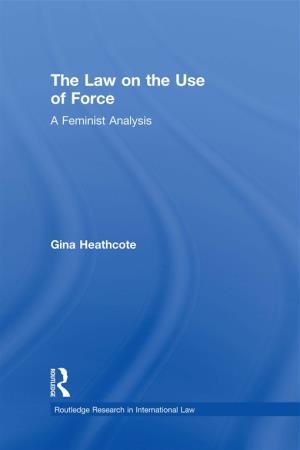 The Law on the Use
of Force
A Feminist Analysis
Gina Heathcote
ROUTLEDGE
Routledge Research in International Law